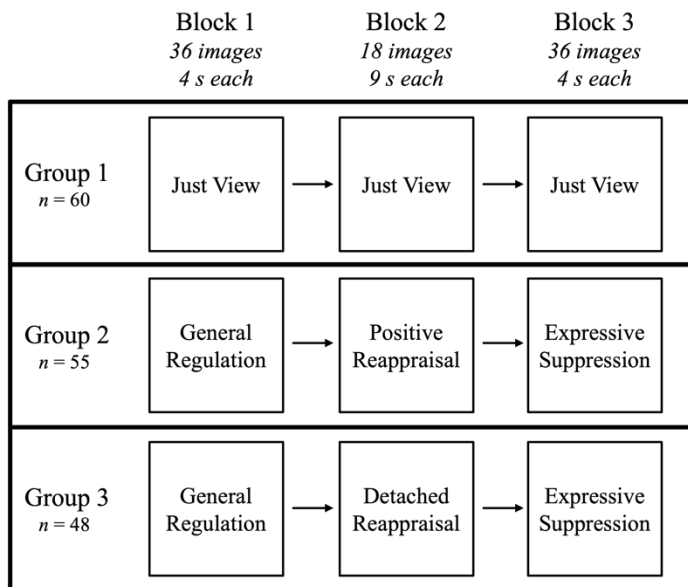 Block 1 Block 2 Block 3
36 images 18 images 36 images
4 s each 9 s each 4 s each
Group 1
n = 60
Just View Just View Just View
Group 2
n = 55
General Positive Expressive
Regulation Reappraisal Suppression
Group 3
n = 48
General Detached Expressive
Regulation Reappraisal Suppression